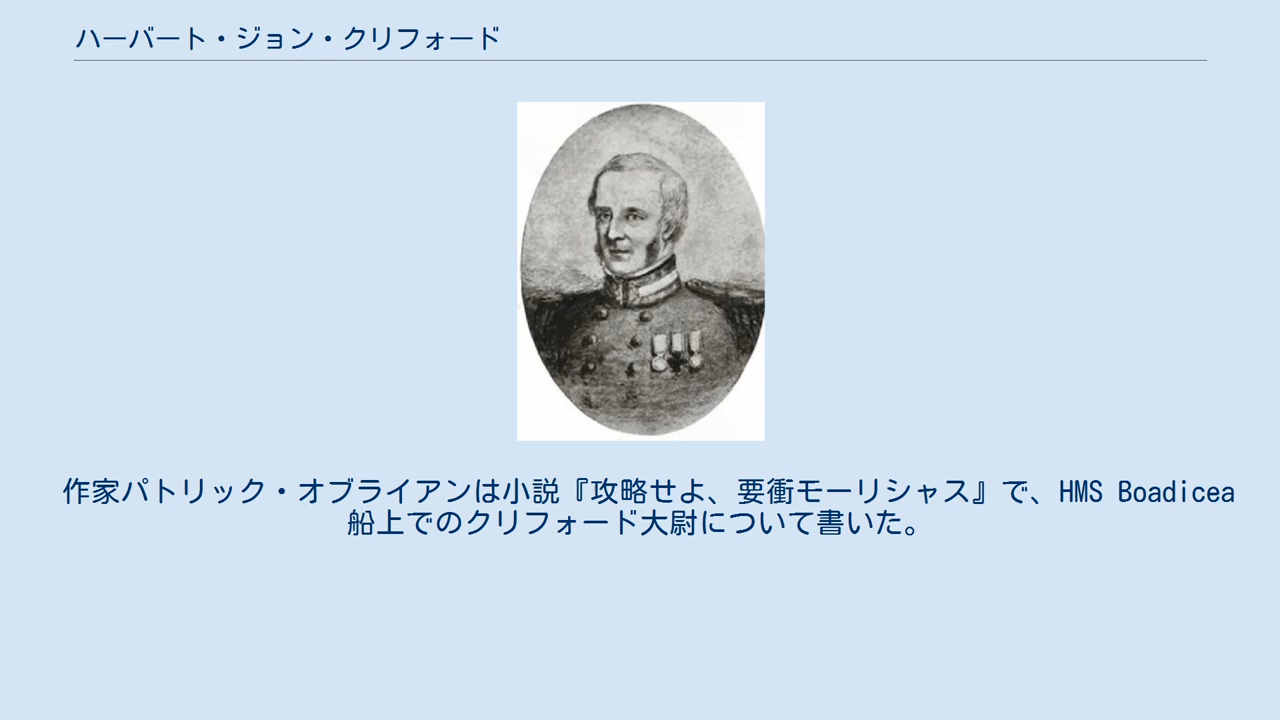 ハーバート・ジョン・クリフォード
作家パトリック・オブライアンは小説『攻略せよ、要衝モーリシャス』で、HMS Boadicea
船上でのクリフォード大尉について書いた。